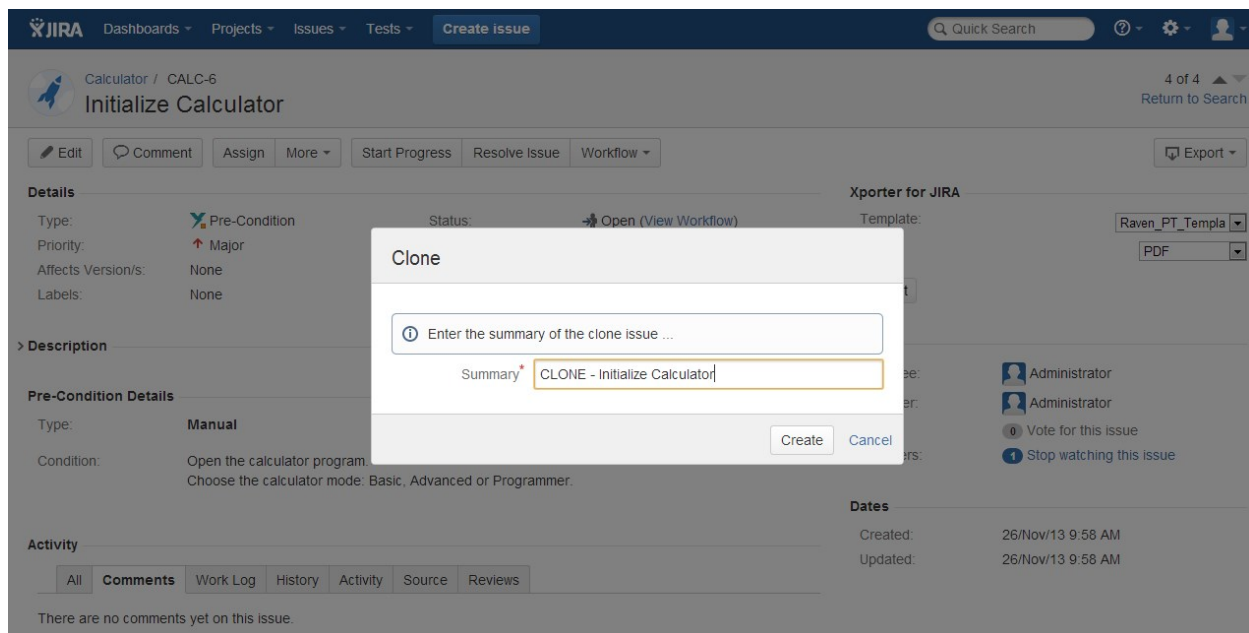 JIRA Dashboards Projects Issues Tests Create issue Quick Search
Calculator / CALC-6
Initialize Calculator
4 of 4
Return to Search
Edit Comment Assign More Start Progress Resolve Issue Workflow Export
Details
Type: Pre-Condition Status: Open (View Workflow)
Priority: Major
Affects Version/s: None
Labels: None
Xporter for JIRA
Template: Raven_PT_Templa
PDF
Clone
Enter the summary of the clone issue ...
Summary* CLONE - Initialize Calculator
Create Cancel
Description
Pre-Condition Details
Type: Manual
Condition: Open the calculator program.
Choose the calculator mode: Basic, Advanced or Programmer.
Administrator
Administrator
0 Vote for this issue
1 Stop watching this issue
Dates
Created: 26/Nov/13 9:58 AM
Updated: 26/Nov/13 9:58 AM
Activity
All Comments Work Log History Activity Source Reviews
There are no comments yet on this issue.